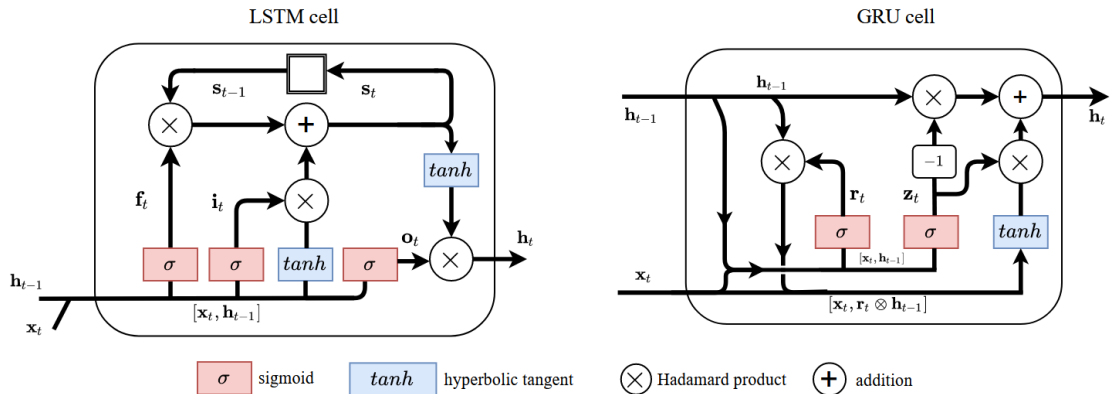 LSTM cell
GRU cell
s_{t-1}
s_t
×
+
tanh
f_t
i_t
×
o_t
×
h_t
σ
σ
tanh
σ
h_{t-1}
[x_t, h_{t-1}]
x_t
h_{t-1}
h_{t-1}
×
+
h_t
×
-1
×
r_t
z_t
σ
σ
tanh
[x_t, h_{t-1}]
x_t
[x_t, r_t ⊗ h_{t-1}]
σ sigmoid
tanh hyperbolic tangent
× Hadamard product
+ addition